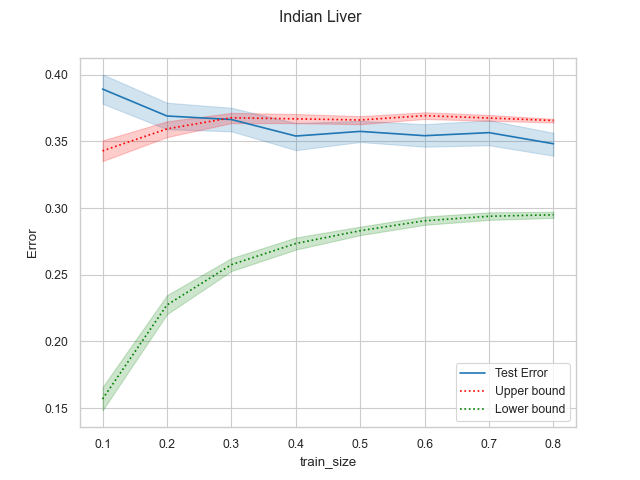 Indian Liver
0.40
0.35
0.30
0.25
0.20
0.15
Error
0.1 0.2 0.3 0.4 0.5 0.6 0.7 0.8
train_size
Test Error
Upper bound
Lower bound